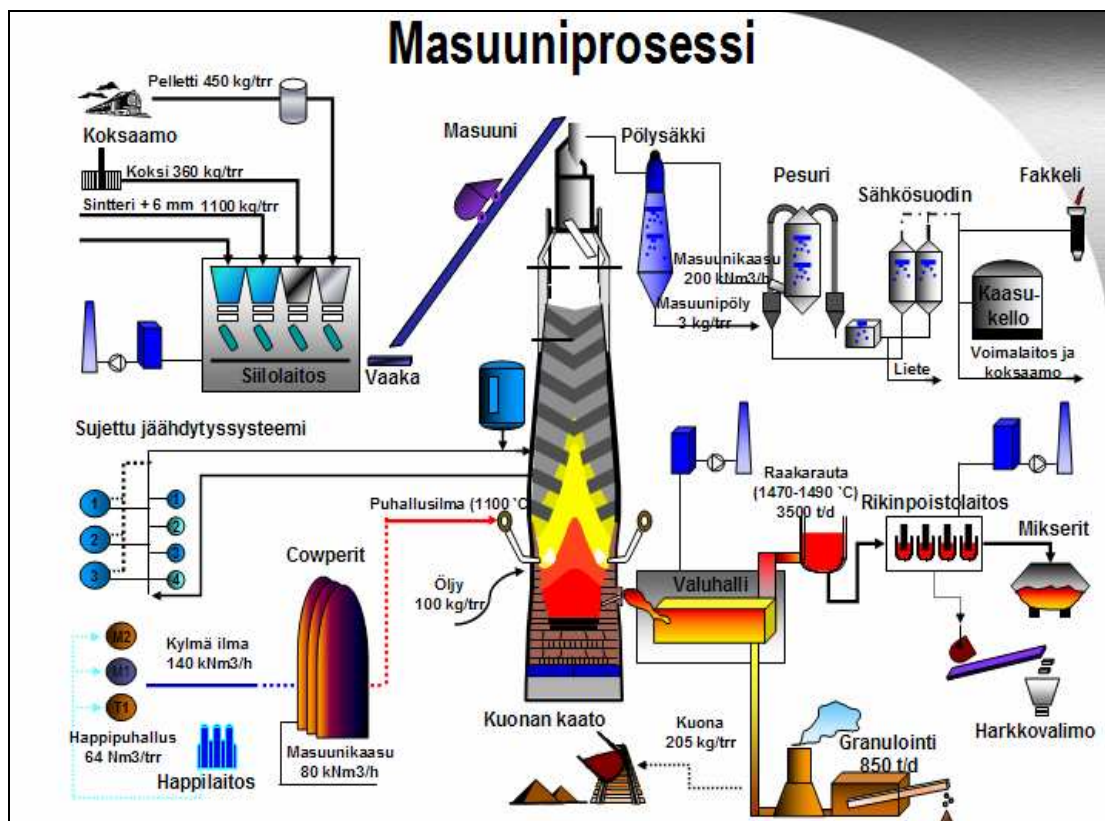 Masuuniprosessi
Pelletti 450 kg/trr
Koksaamo
Koksi 360 kg/trr
Sintteri + 6 mm 1100 kg/trr
Siilolaitos
Masuuni
Vaaka
Pölysäkki
Masuunikaasu
200 kNm3/h
Masuunipöly
3 kg/trr
Pesuri
Sähkösuodin
Fakkeli
Kaasu-
kello
Liete
Voimalaitos ja
koksaamo
Sujettu jäähdytyssysteemi
1
2
3
1
2
3
4
Puhallusilma (1100 °C
Cowperit
Öljy
100 kg/trr
Valuhalli
Raakarauta
(1470-1490 `C)
3500 t/d
Rikinpoistolaitos
Mikserit
M2
M1
T1
Kylmä ilma
140 kNm3/h
Happipuhallus
64 Nm3/trr
Happilaitos
Masuunikaasu
80 kNm3/h
Kuonan kaato
Kuona
205 kg/trr
Granulointi
850 t/d
Harkkovalimo